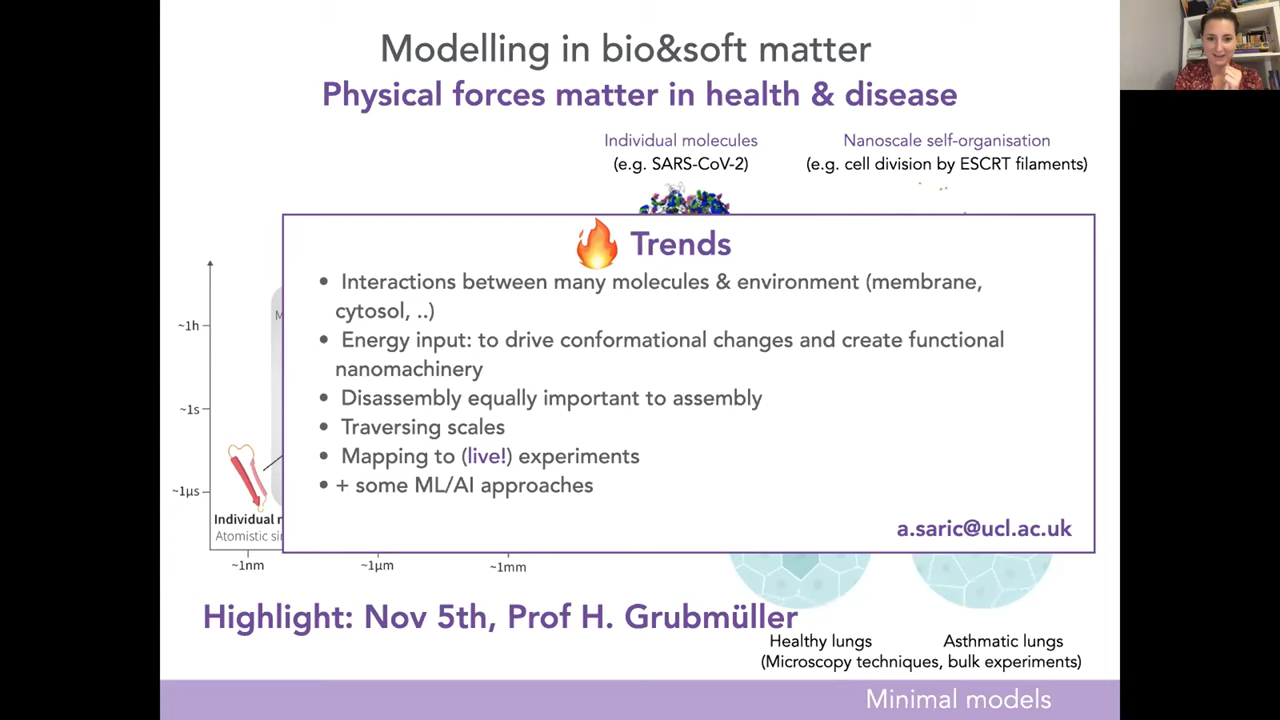 Modelling in bio&soft matter
Physical forces matter in health & disease
Individual molecules
(e.g. SARS-CoV-2)
Nanoscale self-organisation
(e.g. cell division by ESCRT filaments)
Trends
• Interactions between many molecules & environment (membrane,
cytosol, ..)
• Energy input: to drive conformational changes and create functional
nanomachinery
• Disassembly equally important to assembly
• Traversing scales
• Mapping to (live!) experiments
• + some ML/AI approaches
a.saric@ucl.ac.uk
~1h
~1s
~1µs
M
Individual
Atomistic
~1nm
~1µm
~1mm
Highlight: Nov 5th, Prof H. Grubmüller
Healthy lungs
Asthmatic lungs
(Microscopy techniques, bulk experiments)
Minimal models